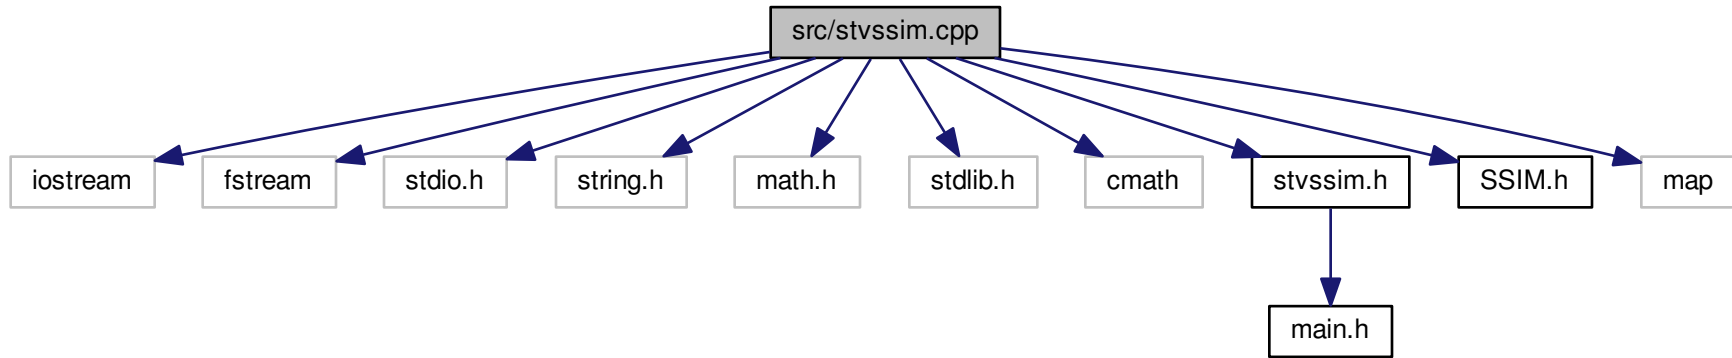 src/stvssim.cpp
iostream
fstream
stdio.h
string.h
math.h
stdlib.h
cmath
stvssim.h
SSIM.h
map
main.h